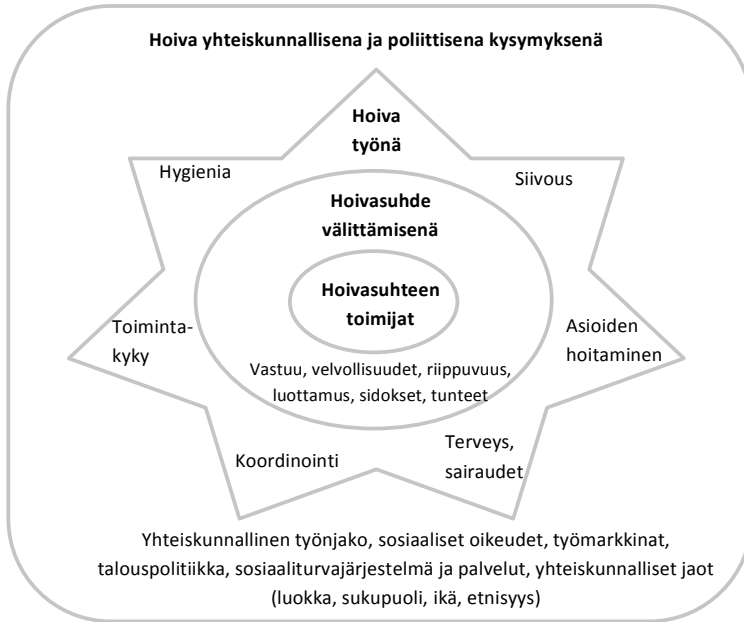 Hoiva yhteiskunnallisena ja poliittisena kysymyksenä
Hoiva
työnä
Hygienia
Siivous
Hoivasuhde
välittämisenä
Hoivasuhteen
toimijat
Toiminta-
kyky
Asioiden
hoitaminen
Vastuu, velvollisuudet, riippuvuus,
luottamus, sidokset, tunteet
Koordinointi
Terveys,
sairaudet
Yhteiskunnallinen työnjako, sosiaaliset oikeudet, työmarkkinat,
talouspolitiikka, sosiaaliturvajärjestelmä ja palvelut, yhteiskunnalliset jaot
(luokka, sukupuoli, ikä, etnisyys)